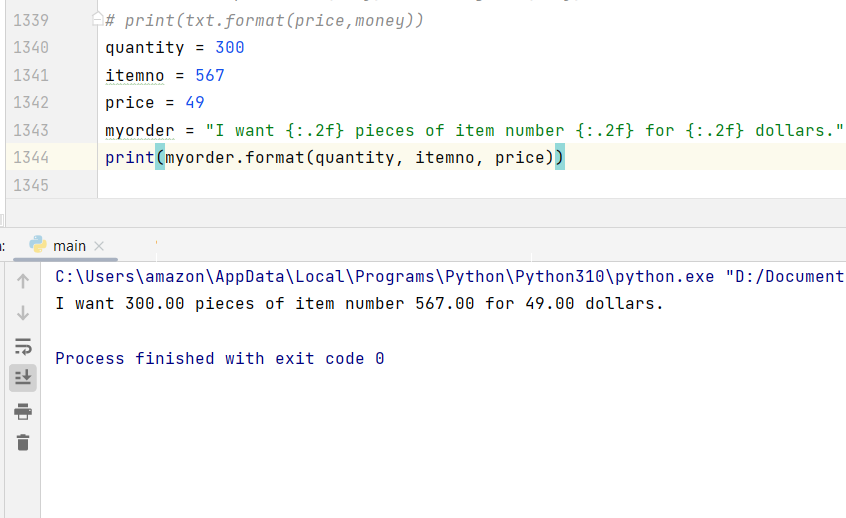 1339 # print(txt.format(price,money))
1340 quantity = 300
1341 itemno = 567
1342 price = 49
1343 myorder = "I want {:.2f} pieces of item number {:.2f} for {:.2f} dollars."
1344 print(myorder.format(quantity, itemno, price))
1345
main
C:\Users\amazon\AppData\Local\Programs\Python\Python310\python.exe "D:/Document
I want 300.00 pieces of item number 567.00 for 49.00 dollars.
Process finished with exit code 0